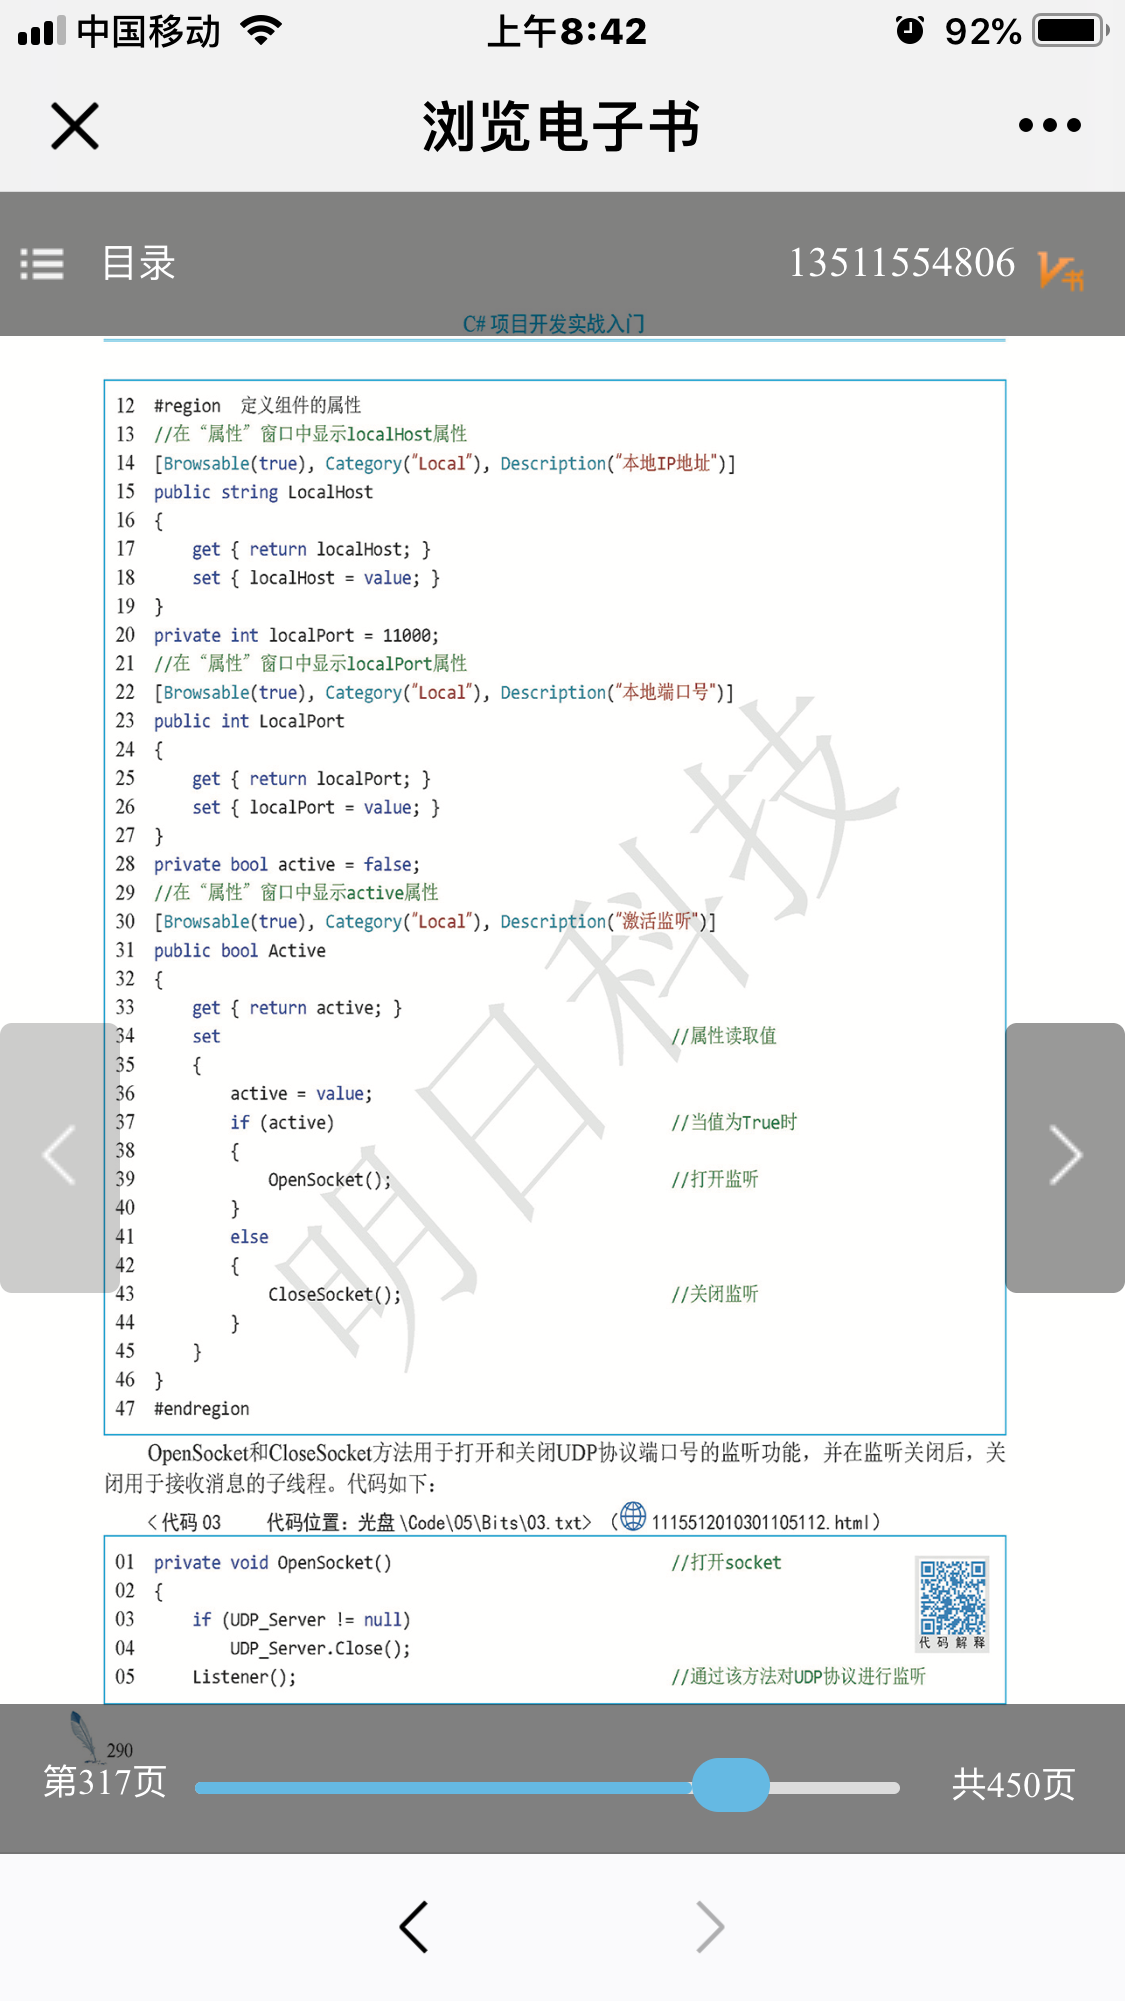 中国移动 上午8:42 92%
浏览电子书
目录 13511554806 V书
C# 项目开发实战入门
12 #region 定义组件的属性
13 //在“属性”窗口中显示localHost属性
14 [Browsable(true), Category("Local"), Description("本地IP地址")]
15 public string LocalHost
16 {
17 get { return localHost; }
18 set { localHost = value; }
19 }
20 private int localPort = 11000;
21 //在“属性”窗口中显示localPort属性
22 [Browsable(true), Category("Local"), Description("本地端口号")]
23 public int LocalPort
24 {
25 get { return localPort; }
26 set { localPort = value; }
27 }
28 private bool active = false;
29 //在“属性”窗口中显示active属性
30 [Browsable(true), Category("Local"), Description("激活监听")]
31 public bool Active
32 {
33 get { return active; }
34 set //属性读取值
35 {
36 active = value;
37 if (active) //当值为True时
38 {
39 OpenSocket(); //打开监听
40 }
41 else
42 {
43 CloseSocket(); //关闭监听
44 }
45 }
46 }
47 #endregion
明日科技
OpenSocket和CloseSocket方法用于打开和关闭UDP协议端口号的监听功能，并在监听关闭后，关
闭用于接收消息的子线程。代码如下：
<代码 03 代码位置：光盘\Code\05\Bits\03.txt> （1115512010301105112.html）
01 private void OpenSocket() //打开socket
02 {
03 if (UDP_Server != null)
04 UDP_Server.Close();
05 Listener(); //通过该方法对UDP协议进行监听
代码解释
290
第317页 共450页